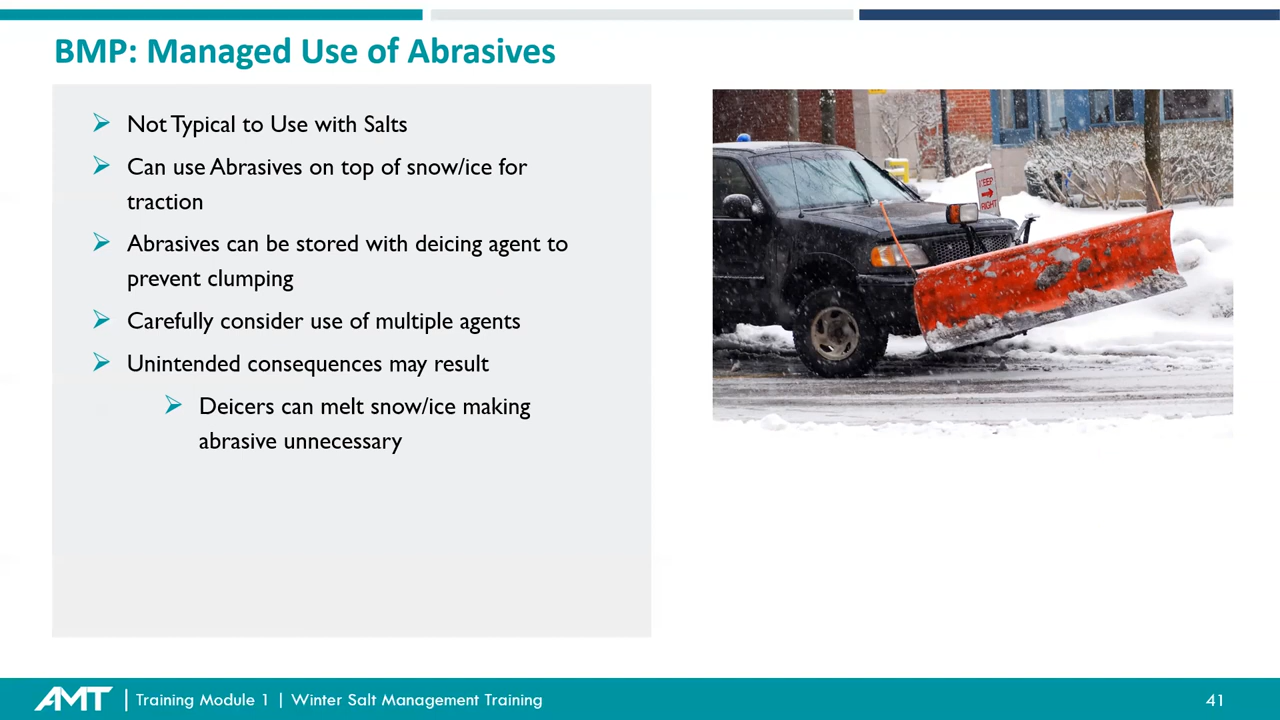 BMP: Managed Use of Abrasives
Not Typical to Use with Salts
Can use Abrasives on top of snow/ice for
traction
Abrasives can be stored with deicing agent to
prevent clumping
Carefully consider use of multiple agents
Unintended consequences may result
Deicers can melt snow/ice making
abrasive unnecessary
KEEP
RIGHT
AMT | Training Module 1 | Winter Salt Management Training
41